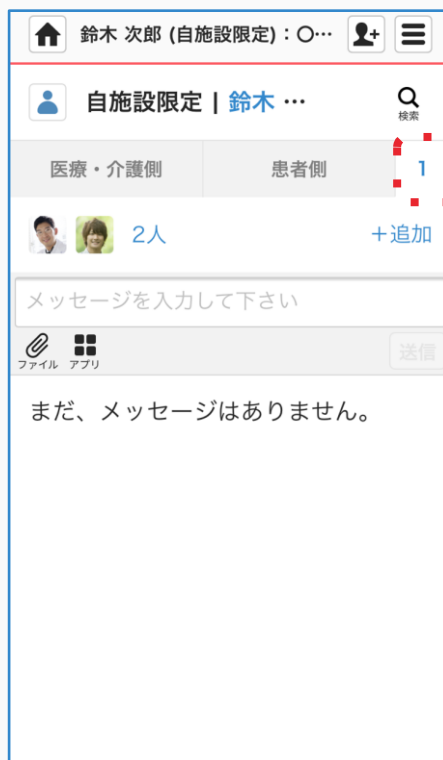 鈴木 次郎 (自施設限定)：〇…
自施設限定 | 鈴木 …
検索
医療・介護側
患者側
1
2人
＋追加
メッセージを入力して下さい
ファイル
アプリ
送信
まだ、メッセージはありません。